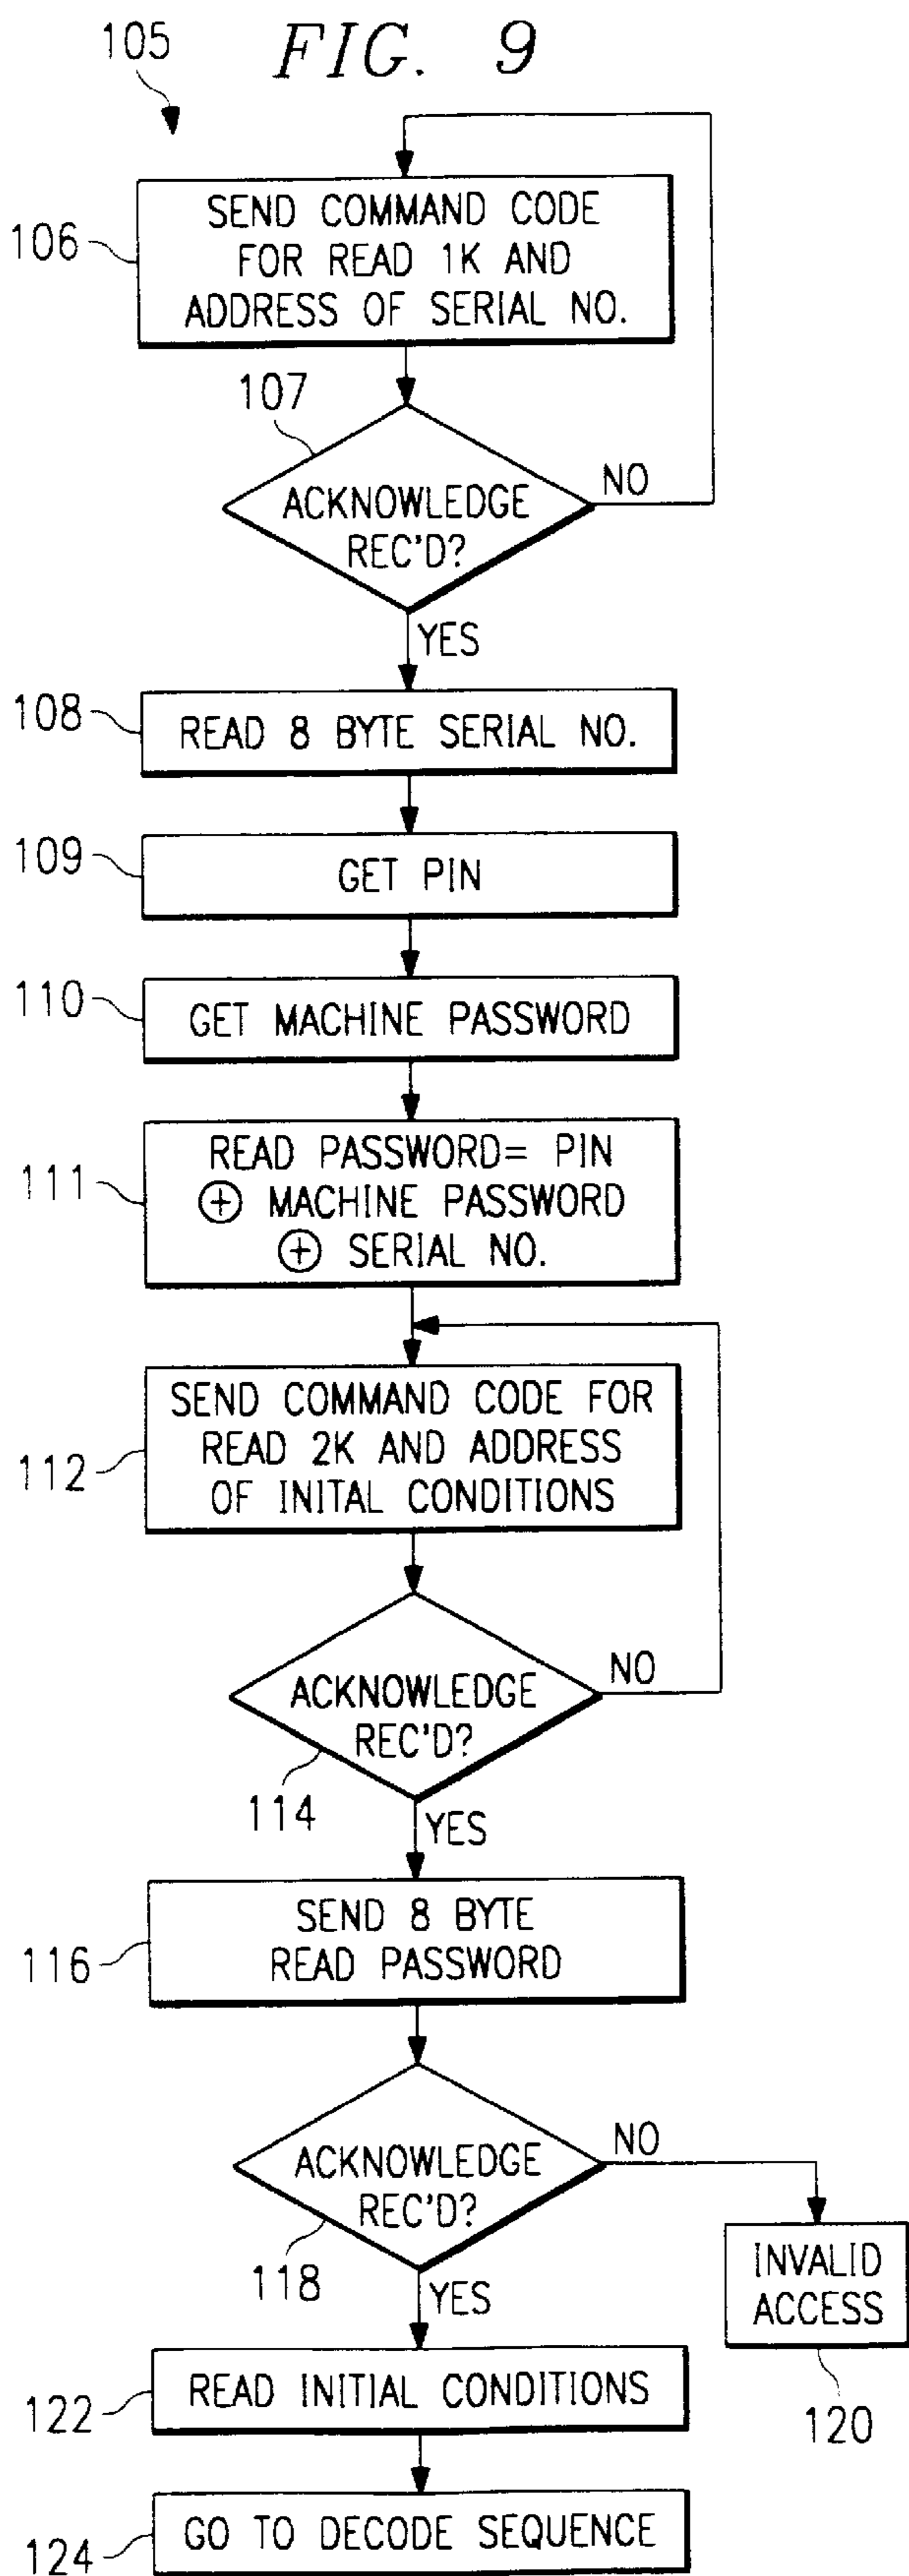 105
FIG. 9
106
SEND COMMAND CODE
FOR READ 1K AND
ADDRESS OF SERIAL NO.
107
ACKNOWLEDGE
REC'D?
NO
YES
108
READ 8 BYTE SERIAL NO.
109
GET PIN
110
GET MACHINE PASSWORD
111
READ PASSWORD= PIN
⊕ MACHINE PASSWORD
⊕ SERIAL NO.
112
SEND COMMAND CODE FOR
READ 2K AND ADDRESS
OF INITAL CONDITIONS
ACKNOWLEDGE
REC'D?
NO
114
YES
116
SEND 8 BYTE
READ PASSWORD
ACKNOWLEDGE
REC'D?
NO
118
YES
INVALID
ACCESS
120
122
READ INITIAL CONDITIONS
124
GO TO DECODE SEQUENCE